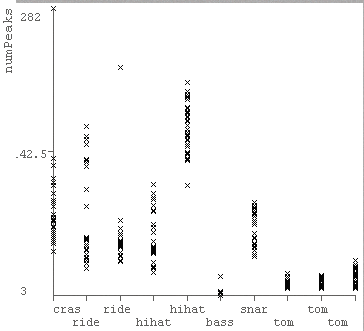 282
numPeaks
.42.5
3
cras ride hihat snar tom
ride hihat bass tom tom